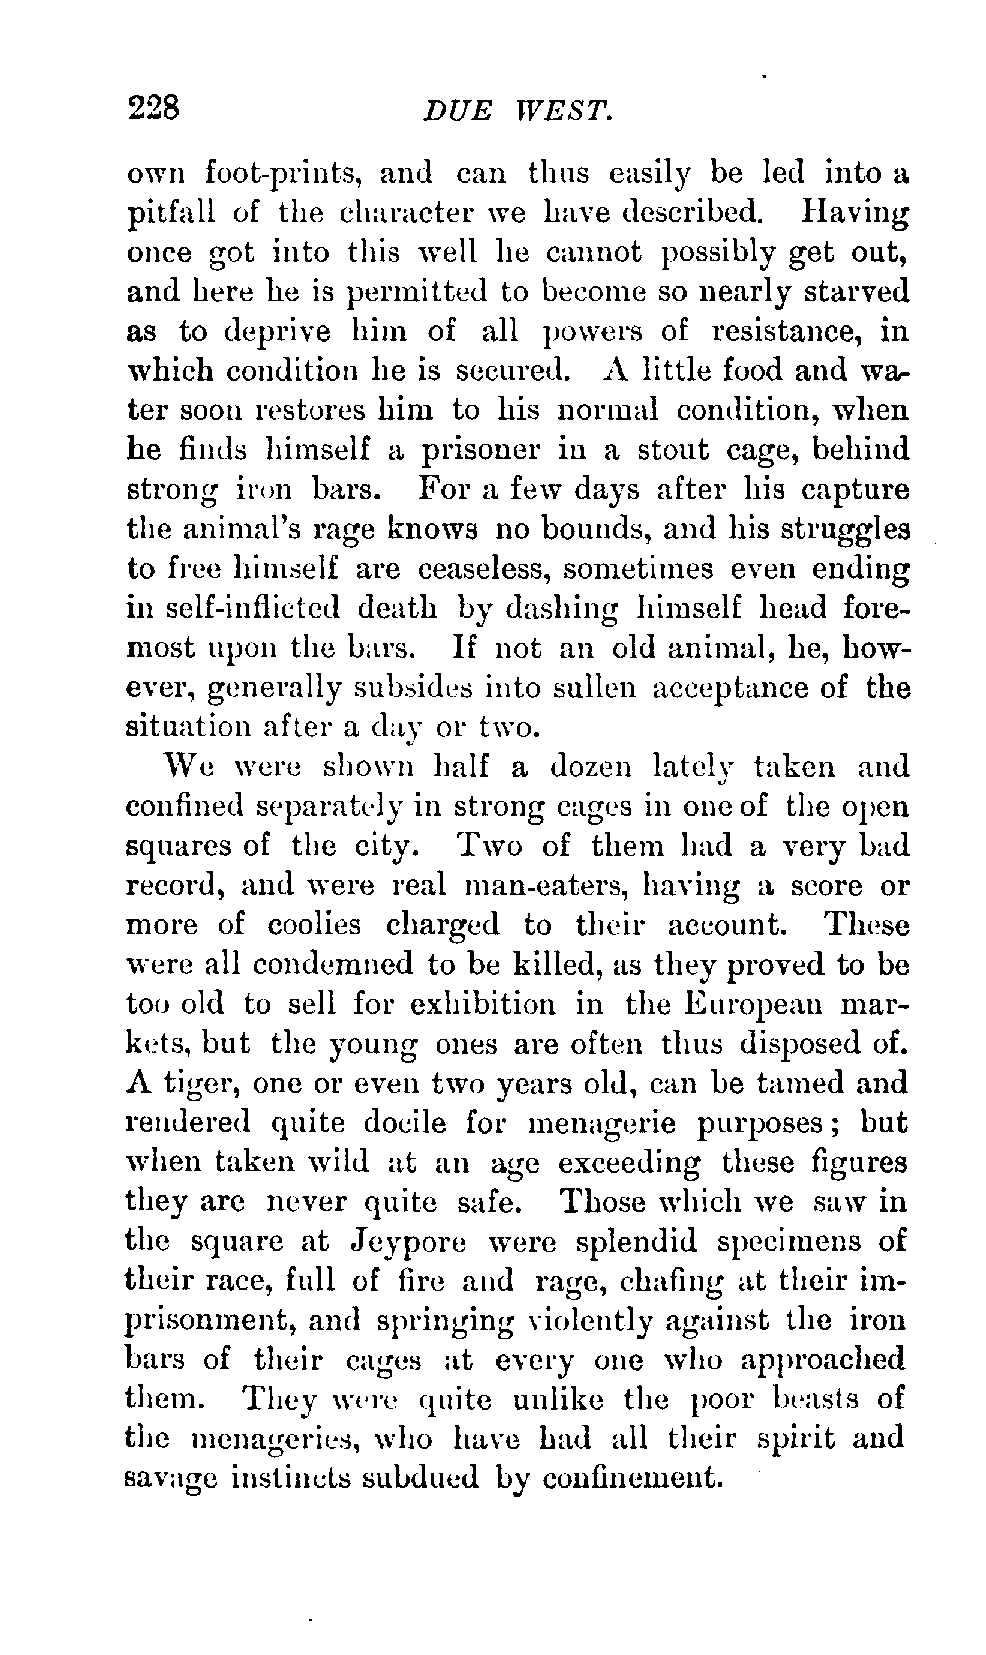 228 DUE WEST.
own foot-prints, and can thus easily be led into a
pitfall of the character we have described. Having
once got into this well he cannot possibly get out,
and here he is permitted to become so nearly starved
as to deprive him of all powers of resistance, in
which condition he is secured. A little food and wa-
ter soon restores him to his normal condition, when
he finds himself a prisoner in a stout cage, behind
strong iron bars. For a few days after his capture
the animal's rage knows no bounds, and his struggles
to free himself are ceaseless, sometimes even ending
in self-inflicted death by dashing himself head fore-
most upon the bars. If not an old animal, he, how-
ever, generally subsides into sullen acceptance of the
situation after a day or two.
We were shown half a dozen lately taken and
confined separately in strong cages in one of the open
squares of the city. Two of them had a very bad
record, and were real man-eaters, having a score or
more of coolies charged to their account. These
were all condemned to be killed, as they proved to be
too old to sell for exhibition in the European mar-
kets, but the young ones are often thus disposed of.
A tiger, one or even two years old, can be tamed and
rendered quite docile for menagerie purposes; but
when taken wild at an age exceeding these figures
they are never quite safe. Those which we saw in
the square at Jeypore were splendid specimens of
their race, full of fire and rage, chafing at their im-
prisonment, and springing violently against the iron
bars of their cages at every one who approached
them. They were quite unlike the poor beasts of
the menageries, who have had all their spirit and
savage instincts subdued by confinement.